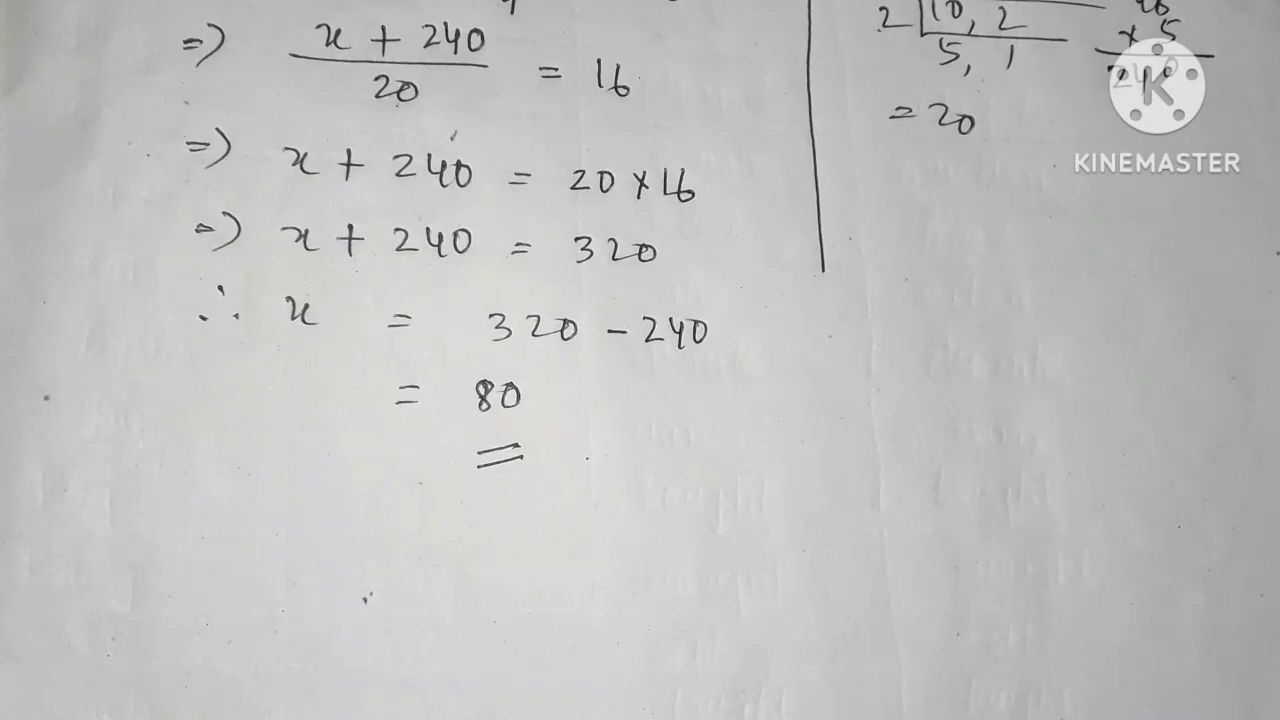 => x + 240 / 20 = 16
=> x + 240 = 20 × 16
=> x + 240 = 320
∴ x = 320 - 240
= 80
2 | 10, 2
5, 1
= 20
× 5
240
KINEMASTER